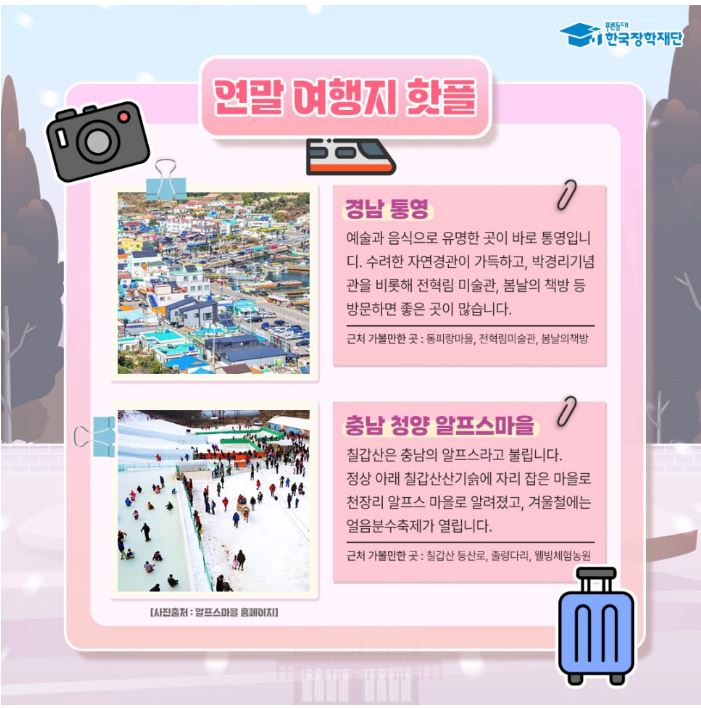 푸른등대
한국장학재단
연말 여행지 핫플
경남 통영
예술과 음식으로 유명한 곳이 바로 통영입니
다. 수려한 자연경관이 가득하고, 박경리기념
관을 비롯해 전혁림 미술관, 봄날의 책방 등
방문하면 좋은 곳이 많습니다.
근처 가볼만한 곳 : 동피랑마을, 전혁림미술관, 봄날의책방
충남 청양 알프스마을
칠갑산은 충남의 알프스라고 불립니다.
정상 아래 칠갑산산기슭에 자리 잡은 마을로
천장리 알프스 마을로 알려졌고, 겨울철에는
얼음분수축제가 열립니다.
근처 가볼만한 곳 : 칠갑산 등산로, 출렁다리, 웰빙체험농원
[사진출처 : 알프스마을 홈페이지]